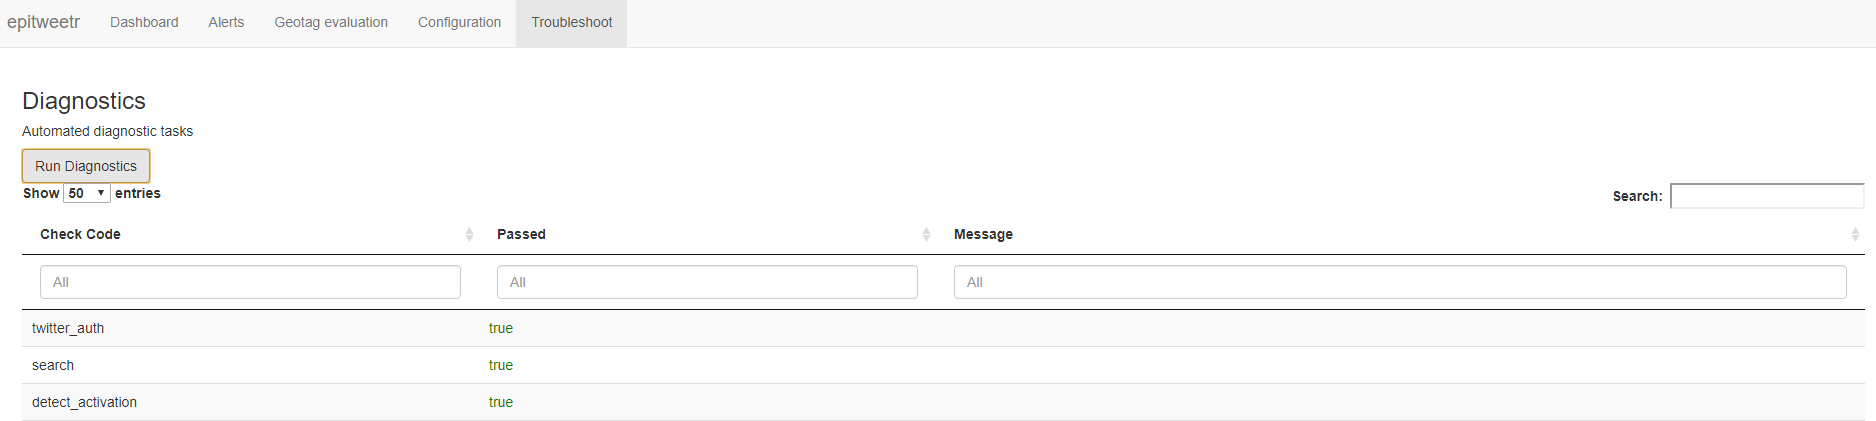 epitweetr Dashboard Alerts Geotag evaluation Configuration Troubleshoot
Diagnostics
Automated diagnostic tasks
Run Diagnostics
Show 50 entries
Search:
Check Code Passed Message
All All All
twitter_auth true
search true
detect_activation true